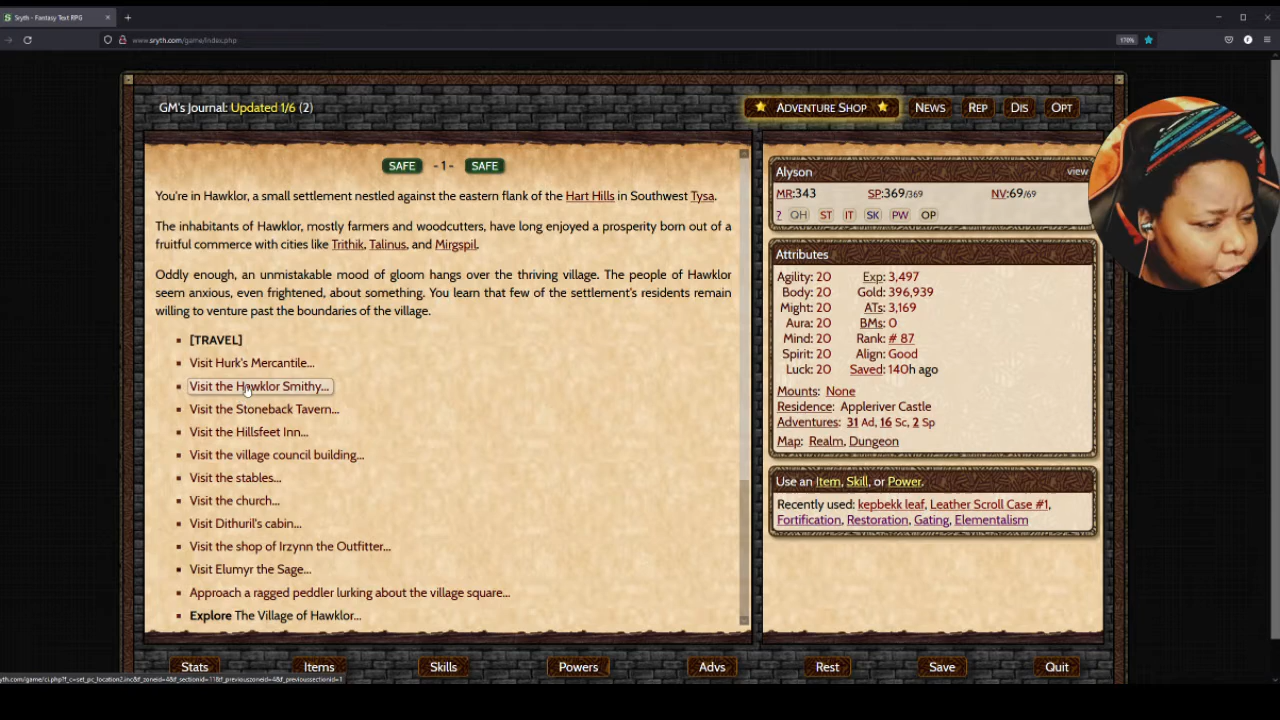 Sryth - Fantasy Text RPG
www.sryth.com/game/index.php
170%
GM's Journal: Updated 1/6 (2)
ADVENTURE SHOP
NEWS
REP
DIS
OPT
SAFE - 1 - SAFE
You're in Hawklor, a small settlement nestled against the eastern flank of the Hart Hills in Southwest Tysa.
The inhabitants of Hawklor, mostly farmers and woodcutters, have long enjoyed a prosperity born out of a
fruitful commerce with cities like Trithik, Talinus, and Mirgspil.
Oddly enough, an unmistakable mood of gloom hangs over the thriving village. The people of Hawklor
seem anxious, even frightened, about something. You learn that few of the settlement's residents remain
willing to venture past the boundaries of the village.
[TRAVEL]
Visit Hurk's Mercantile...
Visit the Hawklor Smithy...
Visit the Stoneback Tavern...
Visit the Hillsfeet Inn...
Visit the village council building...
Visit the stables...
Visit the church...
Visit Dithuril's cabin...
Visit the shop of Irzynn the Outfitter...
Visit Elumyr the Sage...
Approach a ragged peddler lurking about the village square...
Explore The Village of Hawklor...
Alyson view
MR:343 SP:369/369 NV:69/69
? QH ST IT SK PW OP
Attributes
Agility: 20 Exp: 3,497
Body: 20 Gold: 396,939
Might: 20 ATs: 3,169
Aura: 20 BMs: 0
Mind: 20 Rank: # 87
Spirit: 20 Align: Good
Luck: 20 Saved: 140h ago
Mounts: None
Residence: Appleriver Castle
Adventures: 31 Ad, 16 Sc, 2 Sp
Map: Realm, Dungeon
Use an Item, Skill, or Power.
Recently used: kepbekk leaf, Leather Scroll Case #1,
Fortification, Restoration, Gating, Elementalism
Stats
Items
Skills
Powers
Advs
Rest
Save
Quit